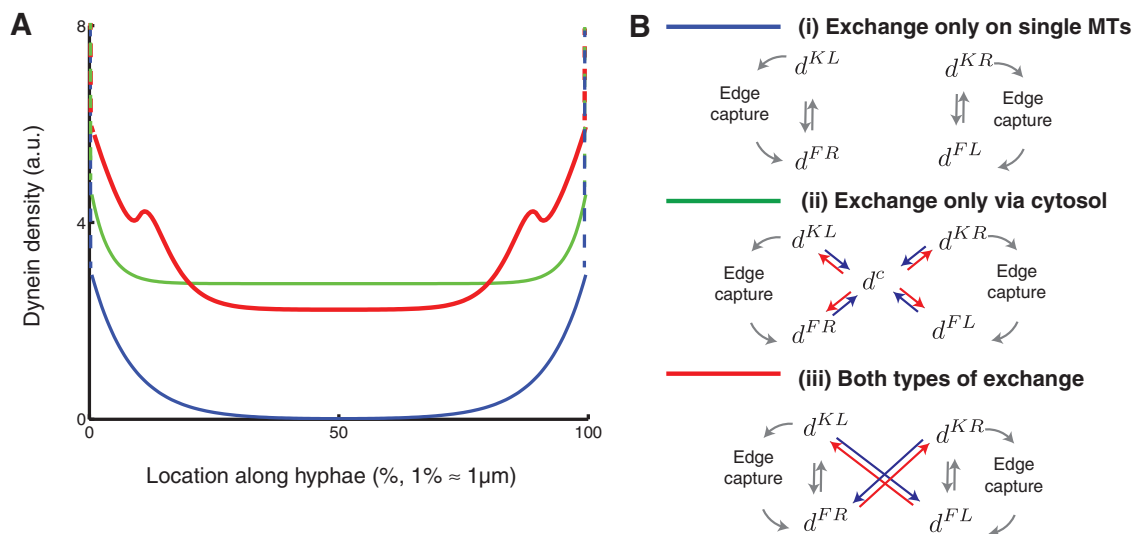 A
8
4
0
Dynein density (a.u.)
0
50
100
Location along hyphae (%, 1% ≈ 1μm)
B
(i) Exchange only on single MTs
d^{KL}
d^{KR}
Edge
capture
Edge
capture
d^{FR}
d^{FL}
(ii) Exchange only via cytosol
d^{KL}
d^{KR}
Edge
capture
d^{c}
Edge
capture
d^{FR}
d^{FL}
(iii) Both types of exchange
d^{KL}
d^{KR}
Edge
capture
Edge
capture
d^{FR}
d^{FL}